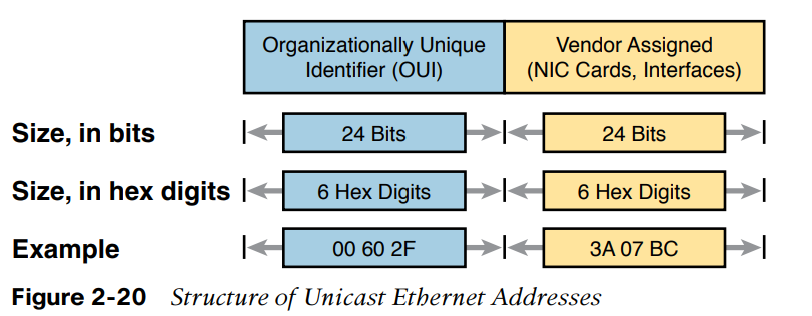 Organizationally Unique
Identifier (OUI)
Vendor Assigned
(NIC Cards, Interfaces)
Size, in bits
24 Bits
24 Bits
Size, in hex digits
6 Hex Digits
6 Hex Digits
Example
00 60 2F
3A 07 BC
Figure 2-20 Structure of Unicast Ethernet Addresses